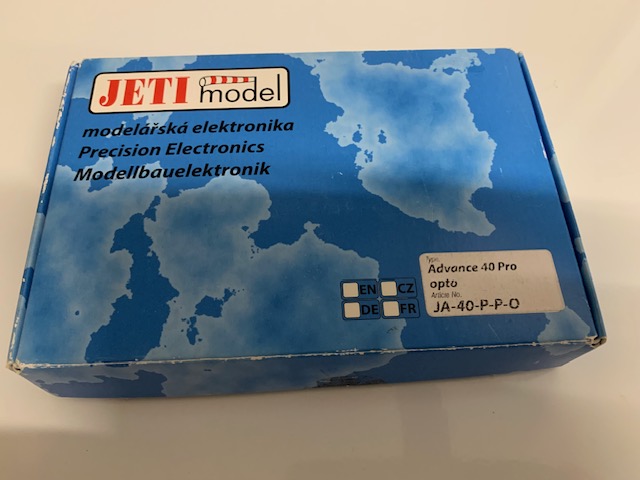 JETI model
modelářská elektronika
Precision Electronics
Modellbauelektronik
Type:
Advance 40 Pro
opto
Article No.
JA-40-P-P-O
EN CZ
DE FR